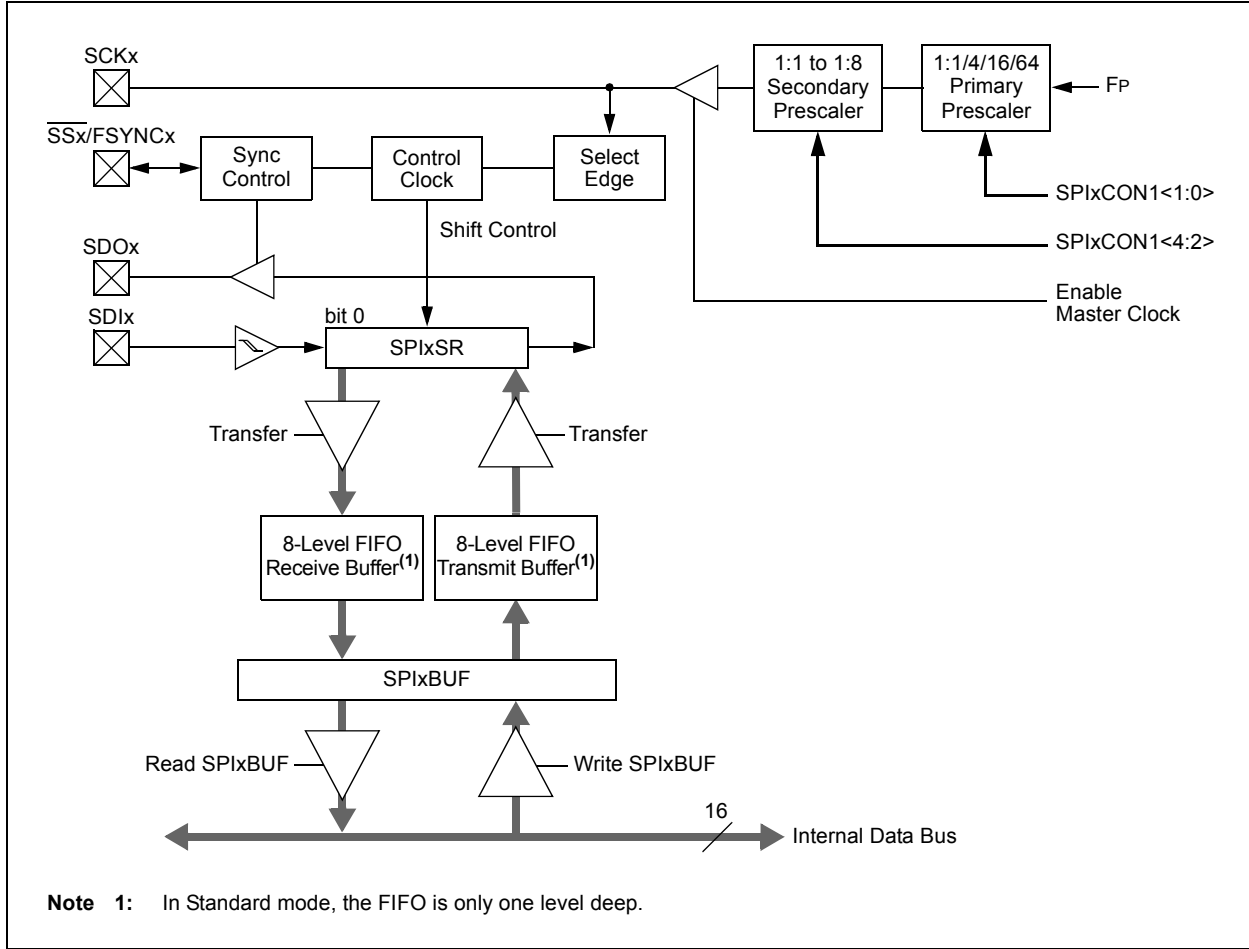 SCKx
1:1 to 1:8
Secondary
Prescaler
1:1/4/16/64
Primary
Prescaler
FP
SSx/FSYNCx
Sync
Control
Control
Clock
Select
Edge
SPIxCON1<1:0>
Shift Control
SDOx
SPIxCON1<4:2>
Enable
Master Clock
SDIx
bit 0
SPIxSR
Transfer
Transfer
8-Level FIFO
Receive Buffer(1)
8-Level FIFO
Transmit Buffer(1)
SPIxBUF
Read SPIxBUF
Write SPIxBUF
16
Internal Data Bus
Note 1: In Standard mode, the FIFO is only one level deep.